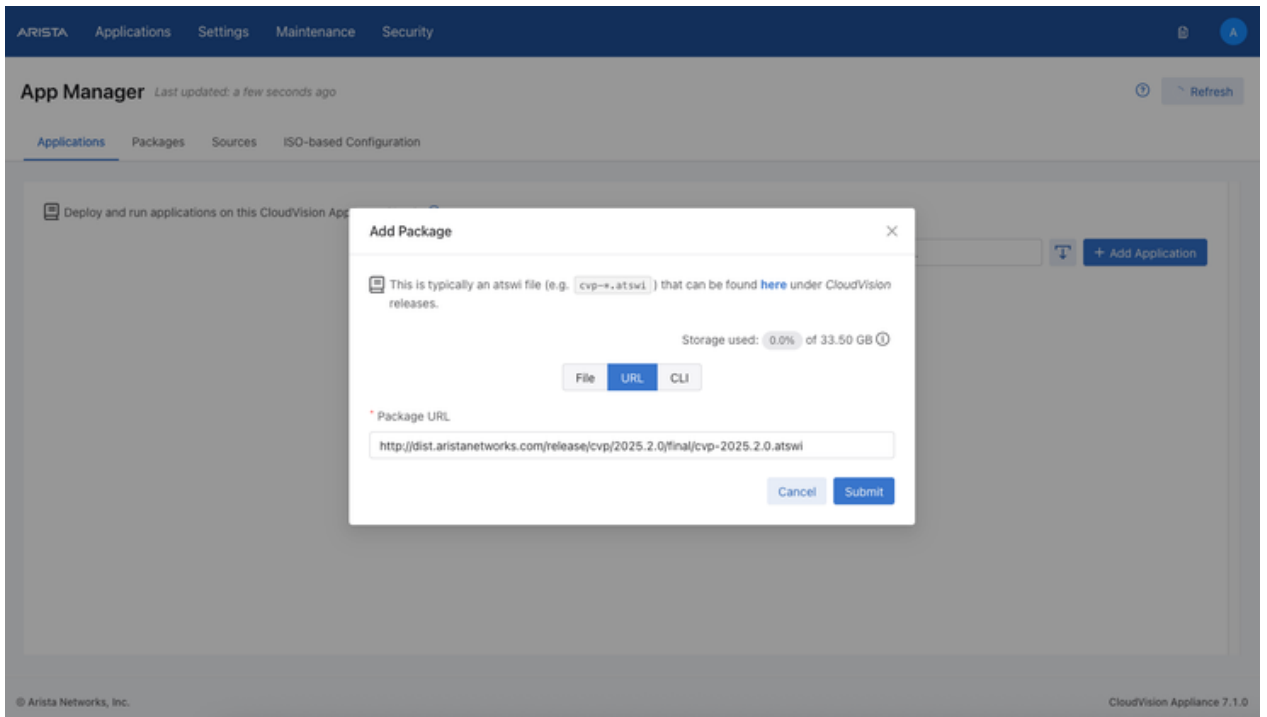 ARISTA Applications Settings Maintenance Security A
App Manager Last updated: a few seconds ago Refresh
Applications Packages Sources ISO-based Configuration
Deploy and run applications on this CloudVision App
+ Add Application
Add Package
This is typically an atswi file (e.g. cvp-*.atswi) that can be found here under CloudVision
releases.
Storage used: 0.0% of 33.50 GB
File URL CLI
* Package URL
http://dist.aristanetworks.com/release/cvp/2025.2.0/final/cvp-2025.2.0.atswi
Cancel Submit
© Arista Networks, Inc. CloudVision Appliance 7.1.0